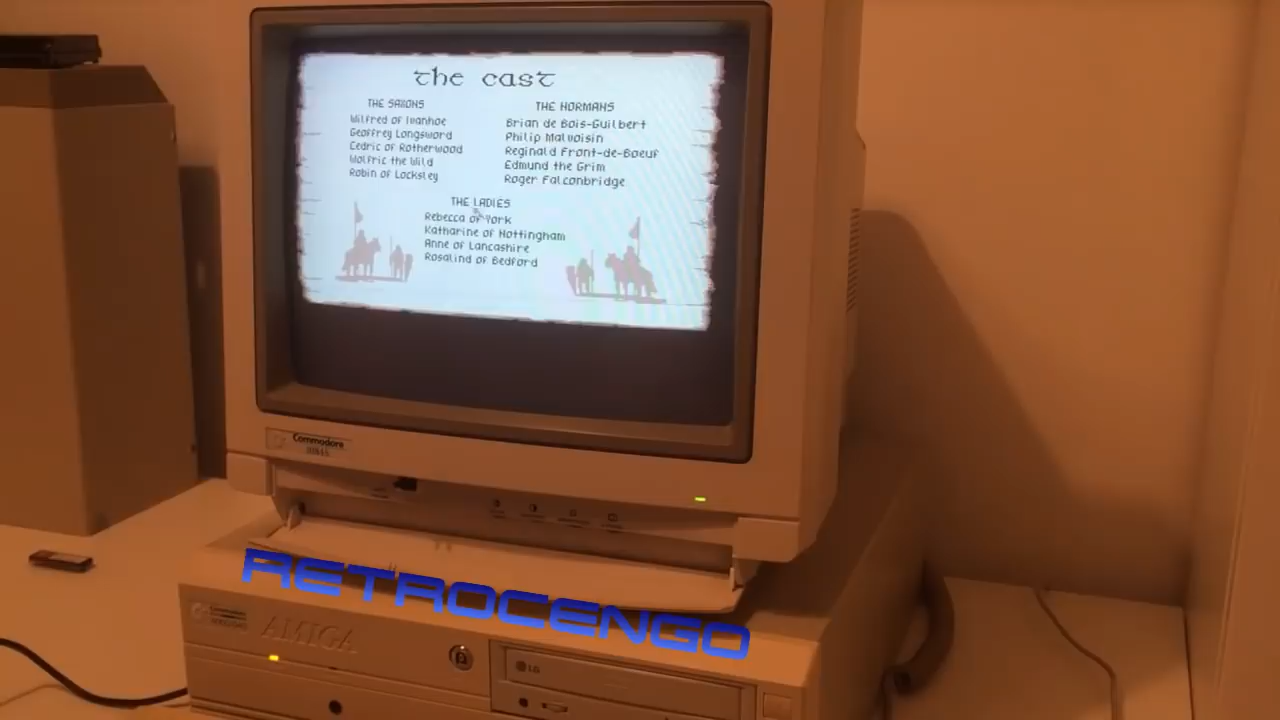 the cast
THE SAXONS
Wilfred of Ivanhoe
Geoffrey Longsword
Cedric of Rotherwood
Wolfric the Wild
Robin of Locksley
THE NORMANS
Brian de Bois-Guilbert
Philip Malvoisin
Reginald Front-de-Boeuf
Edmund the Grim
Roger Falconbridge
THE LADIES
Rebecca of York
Katharine of Nottingham
Anne of Lancashire
Rosalind of Bedford
Commodore
RETROCENGO
Commodore
AMIGA
LG